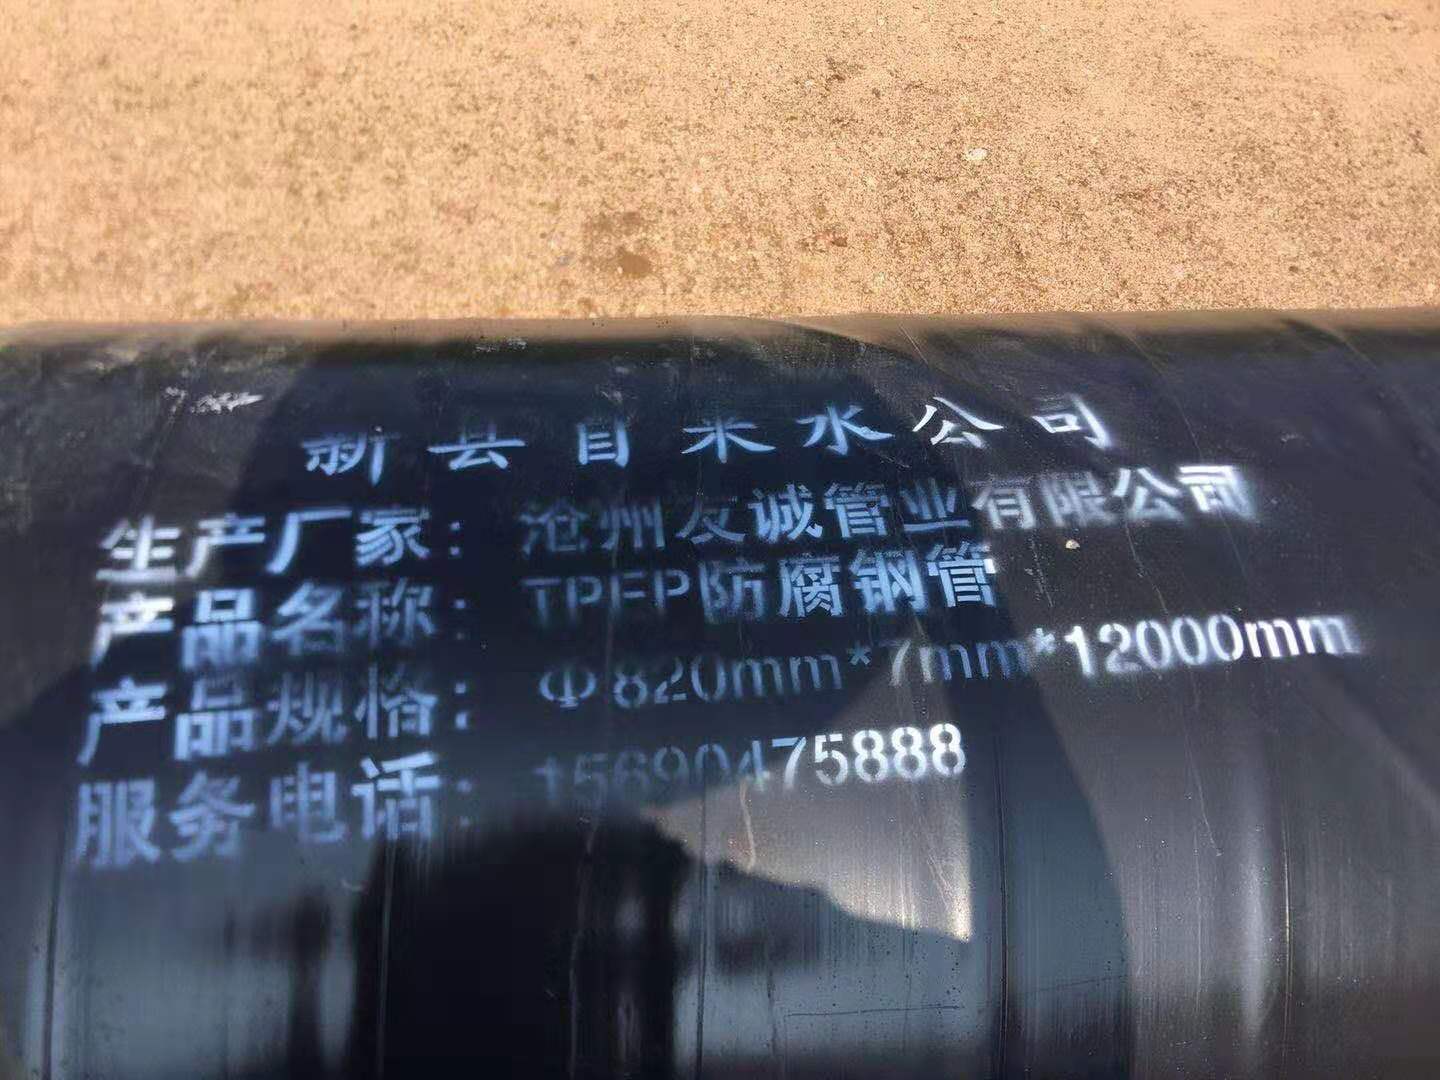 新县自来水公司
生产厂家：沧州友诚管业有限公司
产品名称：TPEP防腐钢管
产品规格：Φ820mm*7mm*12000mm
服务电话：15690475888